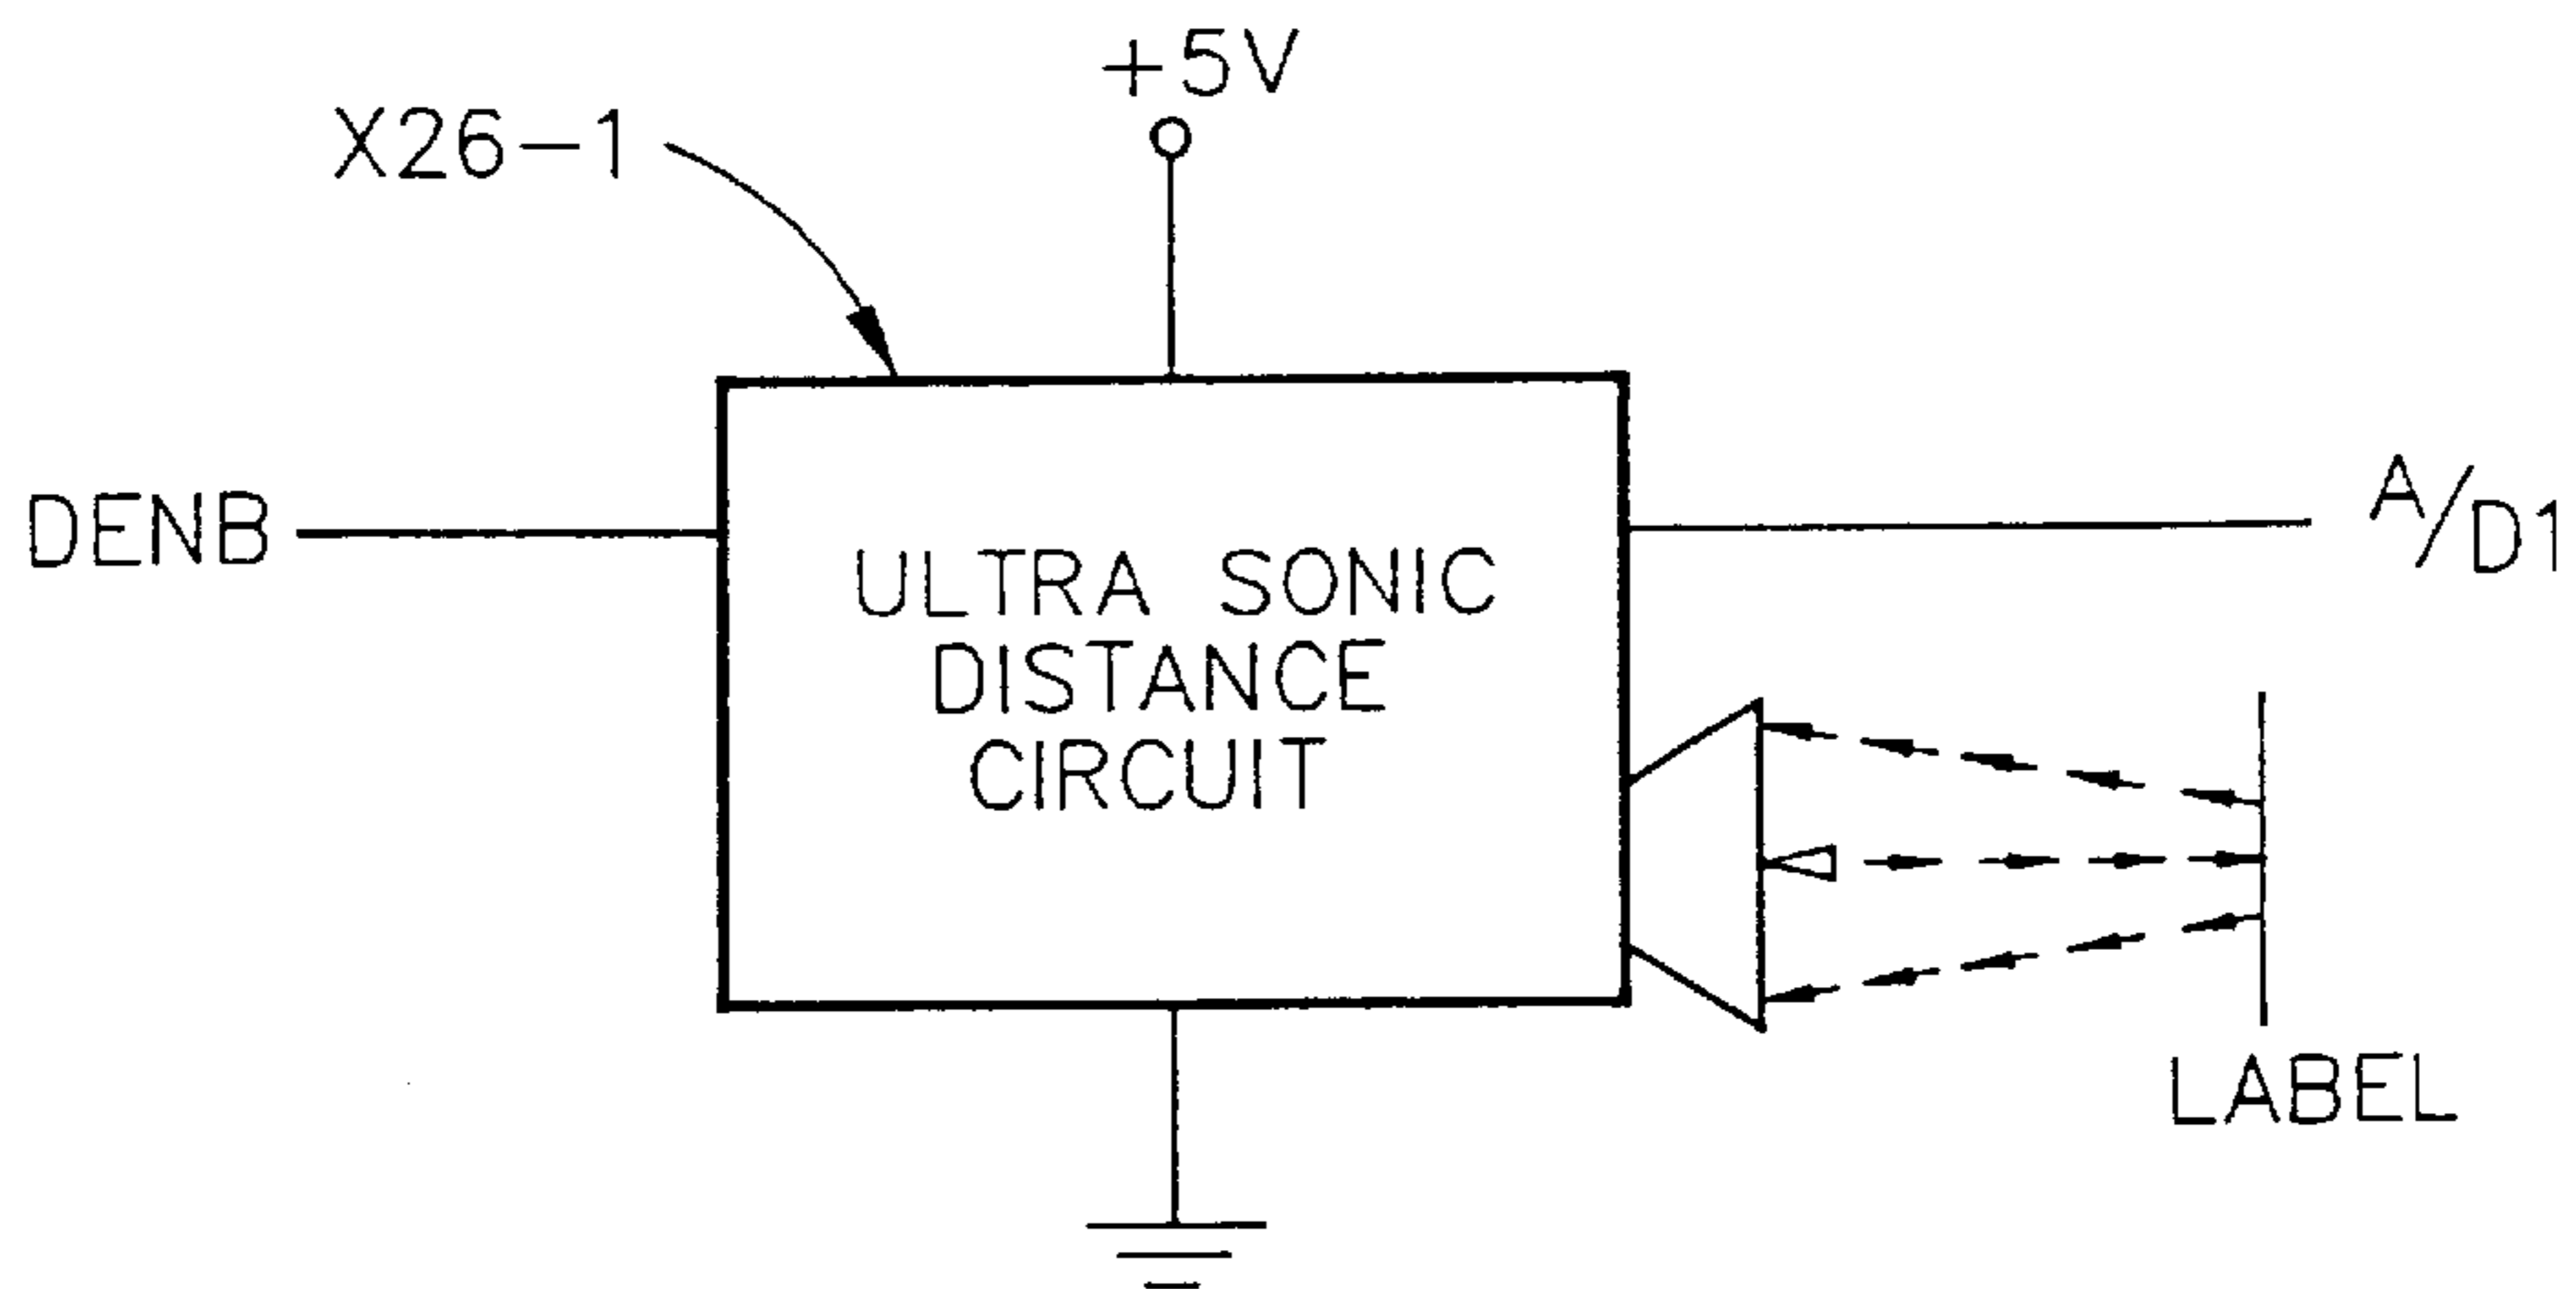 +5V
X26-1
DENB
A/D1
ULTRA SONIC
DISTANCE
CIRCUIT
LABEL